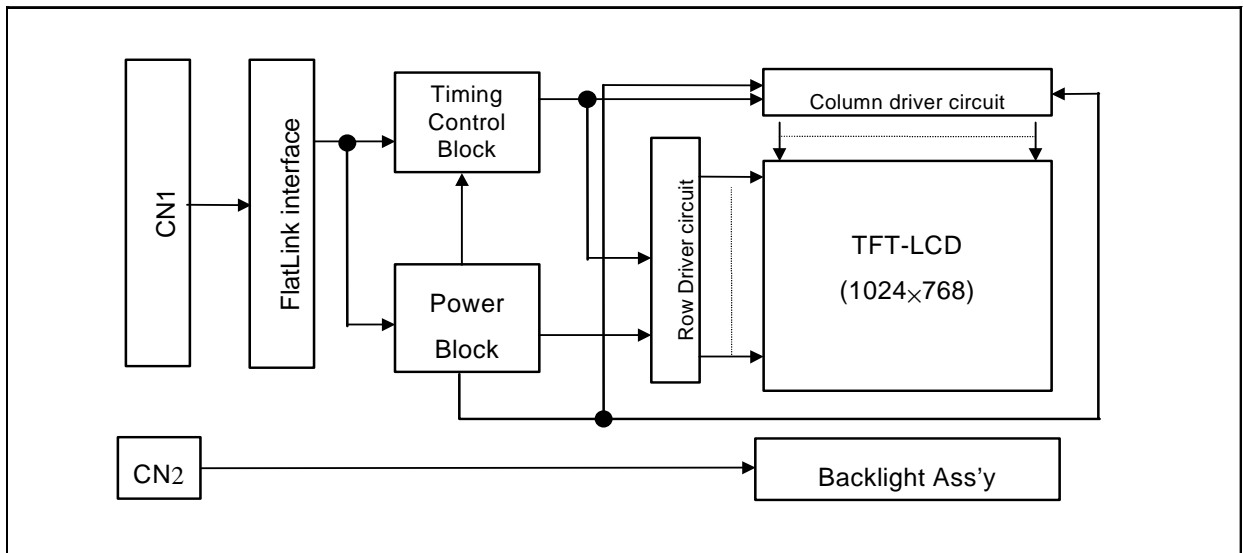 CN1
FlatLink interface
Timing
Control
Block
Power
Block
Row Driver circuit
Column driver circuit
TFT-LCD
(1024×768)
CN2
Backlight Ass’y